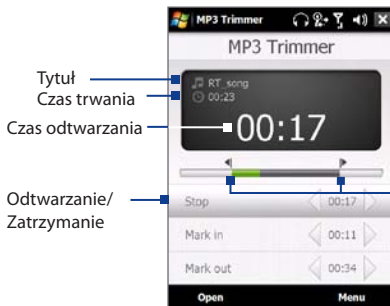 MP3 Trimmer
MP3 Trimmer
Tytuł
RT_song
Czas trwania
00:23
Czas odtwarzania
00:17
Odtwarzanie/
Zatrzymanie
Stop
00:17
Mark in
00:11
Mark out
00:34
Open
Menu